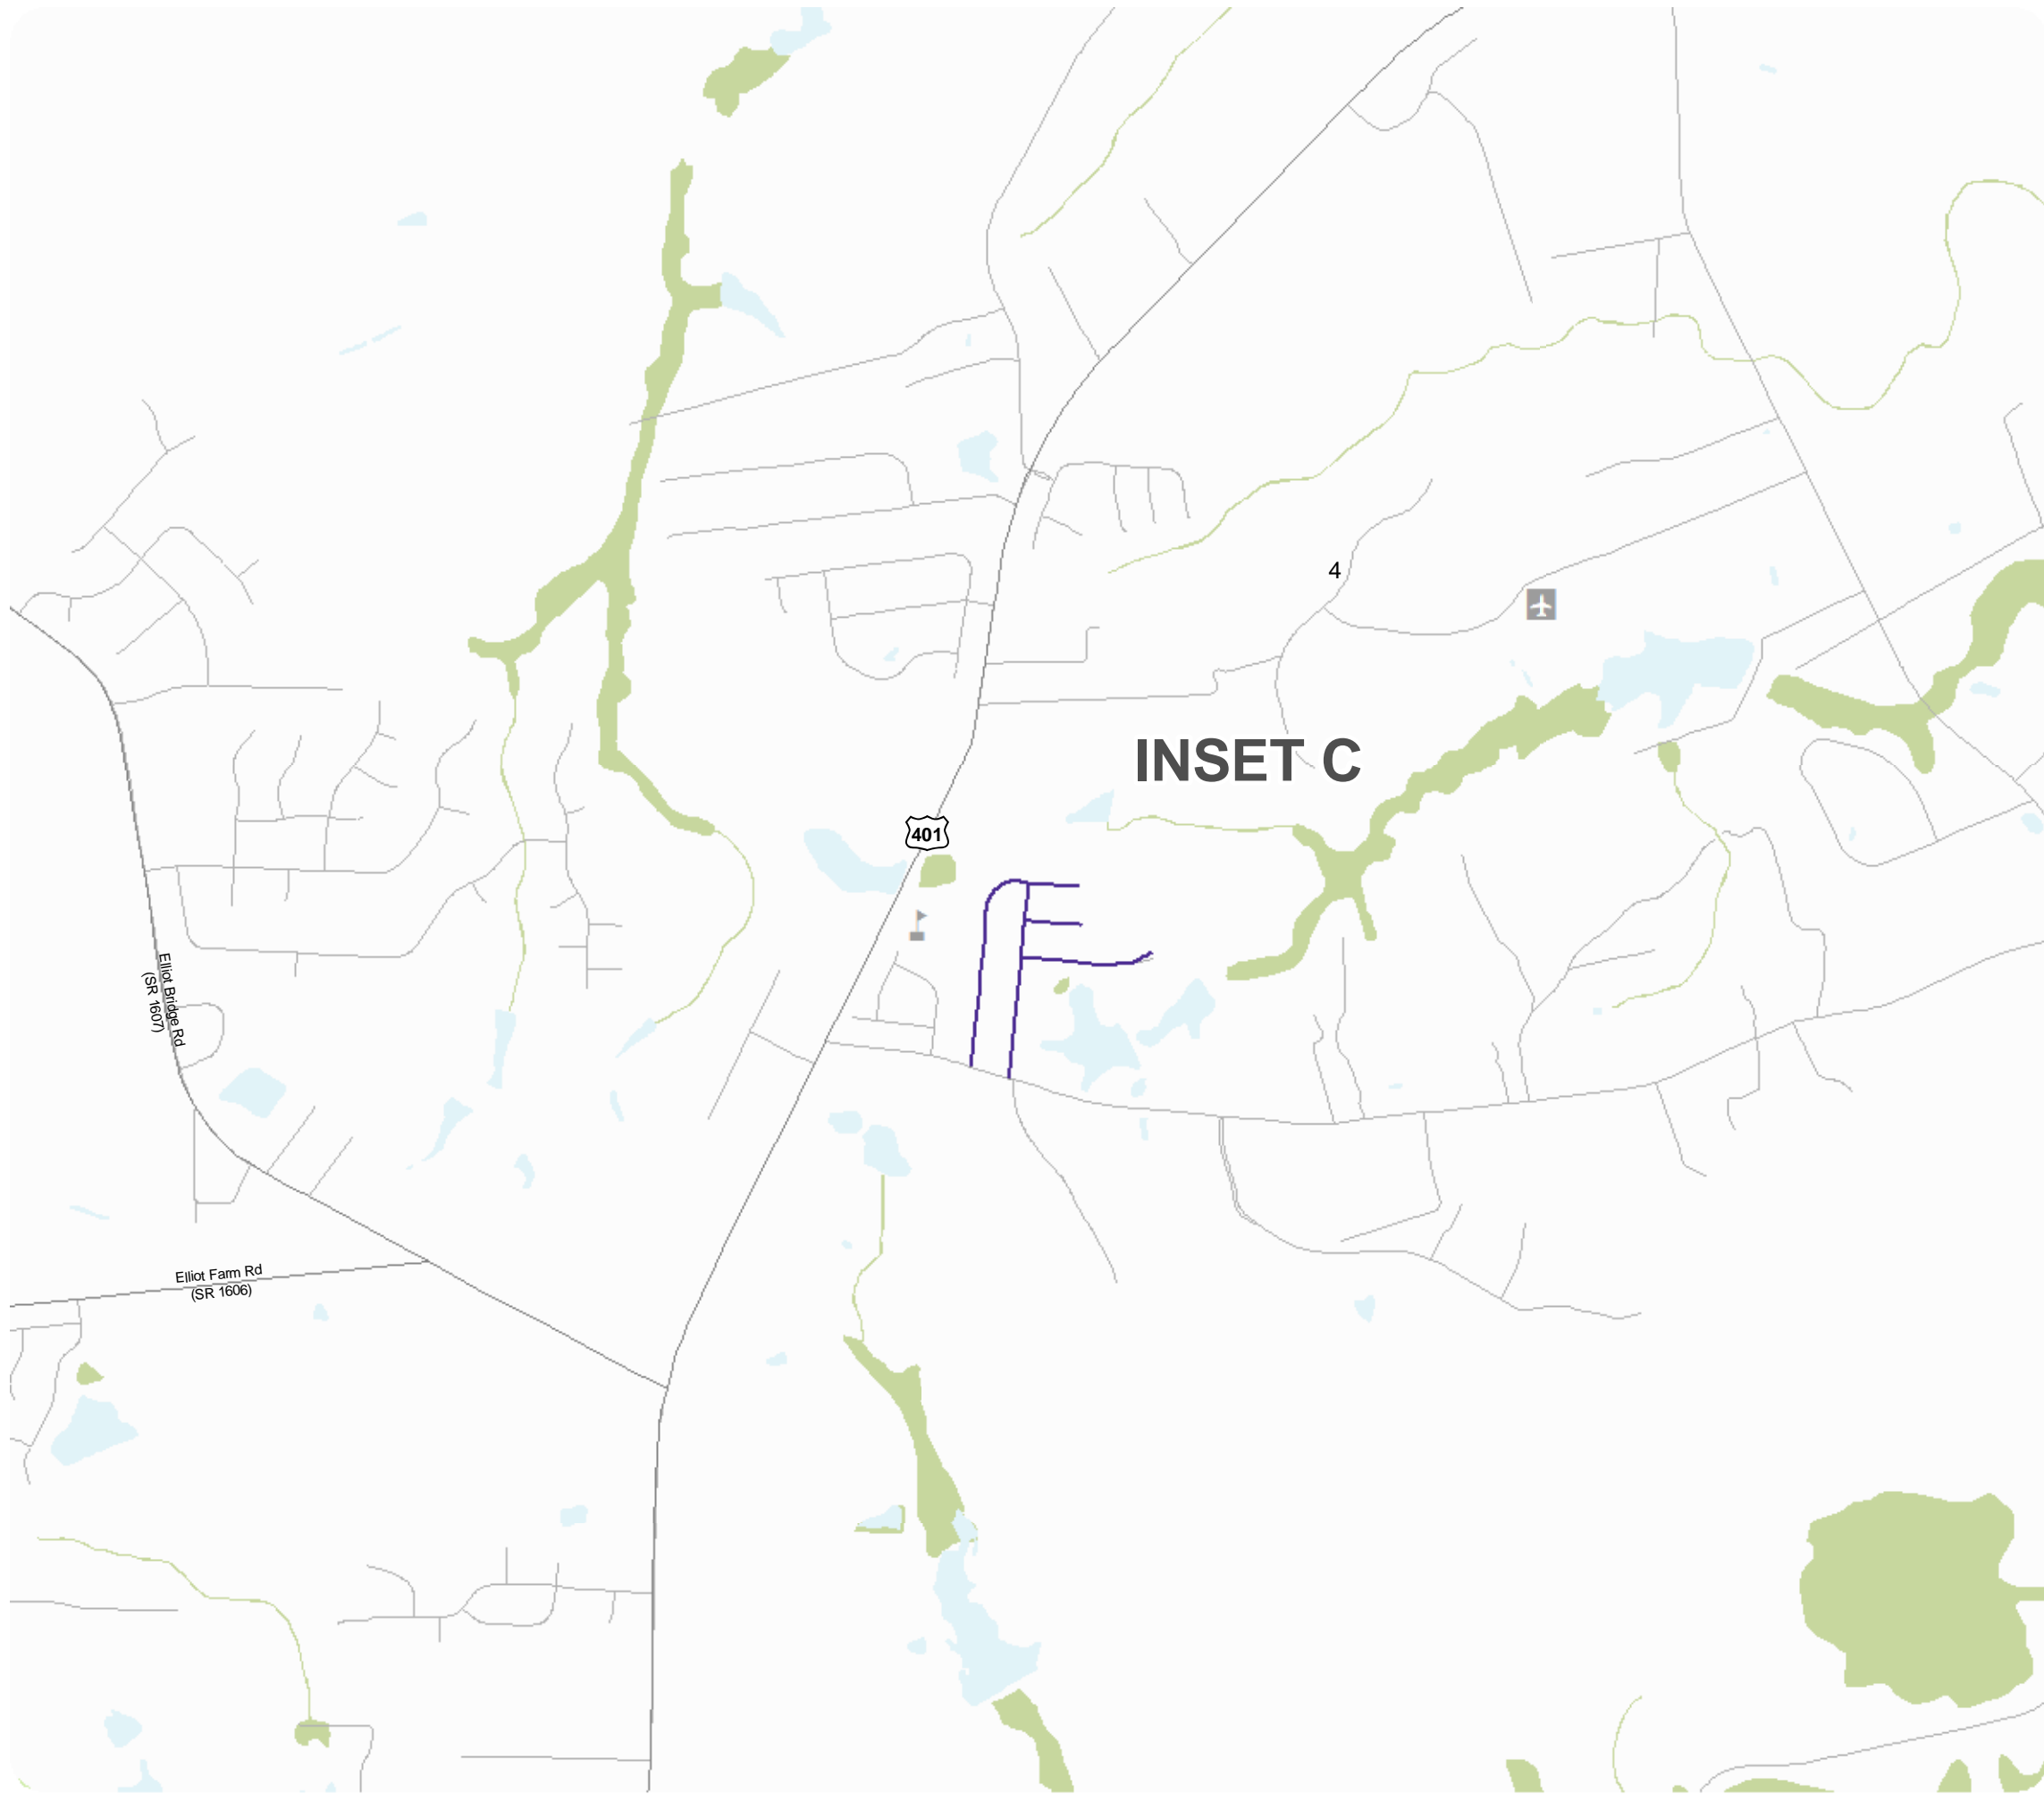 4
INSET C
401
Elliot Bridge Rd
(SR 1607)
Elliot Farm Rd
(SR 1606)